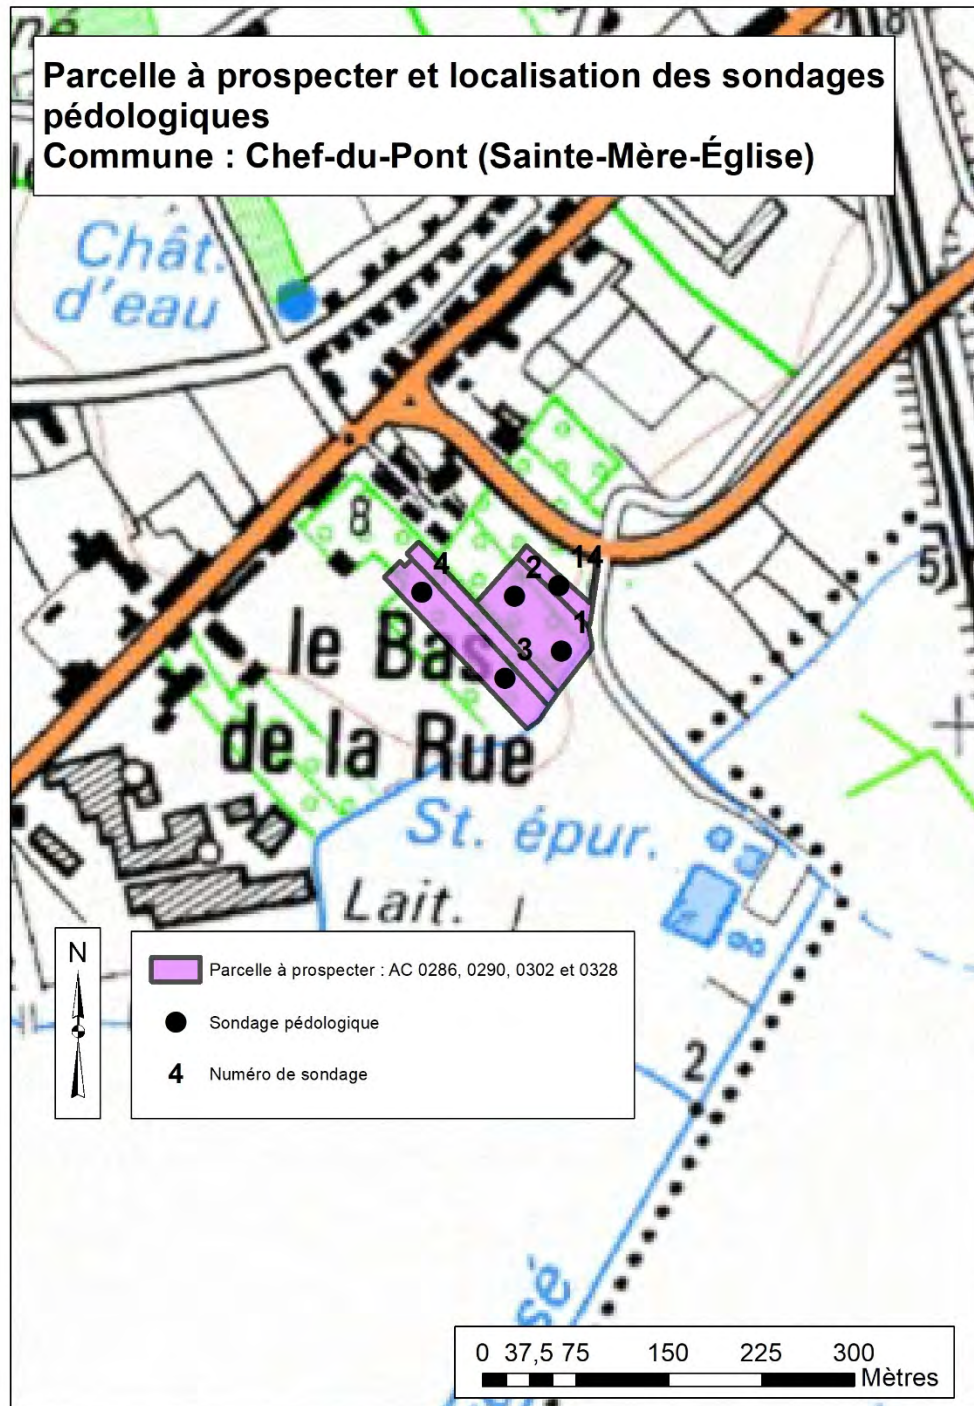 Parcelle à prospecter et localisation des sondages
pédologiques
Commune : Chef-du-Pont (Sainte-Mère-Église)
Chât.
d'eau
8
4
2
14
1
3
5
le Bas
de la Rue
St. épur.
Lait.
N
Parcelle à prospecter : AC 0286, 0290, 0302 et 0328
Sondage pédologique
4 Numéro de sondage
2
0 37,5 75 150 225 300
Mètres